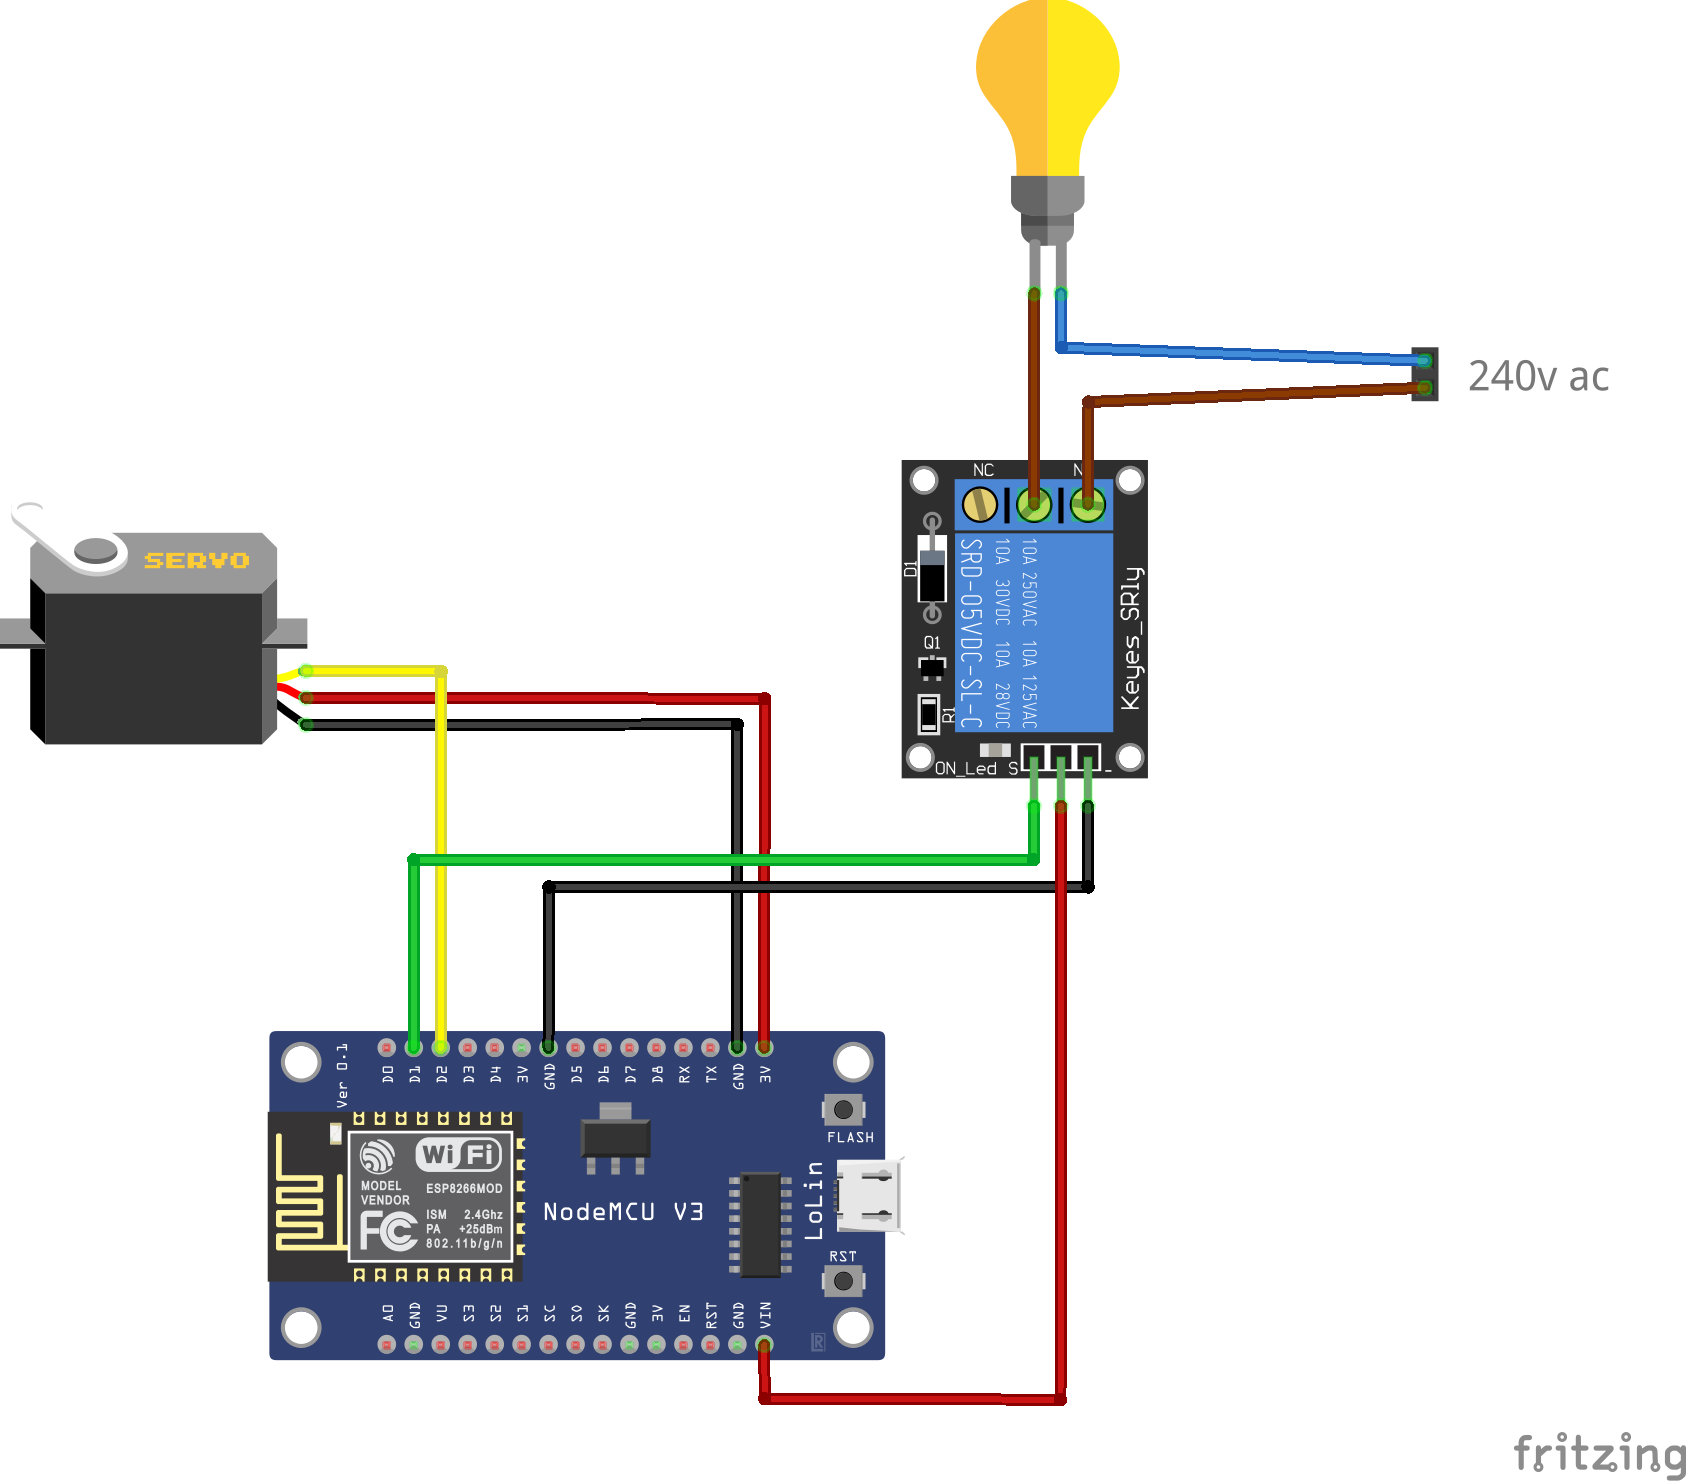 240v ac
NC
N
SERVO
D1
SRD-05VDC-SL-C
10A 30VDC 10A 28VDC
10A 250VAC 10A 125VAC
Keyes_SRly
Q1
R1
ON_Led S
-
Ver 0.1
D0 D1 D2 D3 D4 3V GND D5 D6 D7 D8 RX TX GND 3V
FLASH
WiFi
MODEL
VENDOR
ESP8266MOD
FC
ISM 2.4Ghz
PA +25dBm
802.11b/g/n
NodeMCU V3
LoLin
RST
A0 GND VU S3 S2 S1 SC S0 SK GND 3V EN RST GND VIN
LR
fritzing